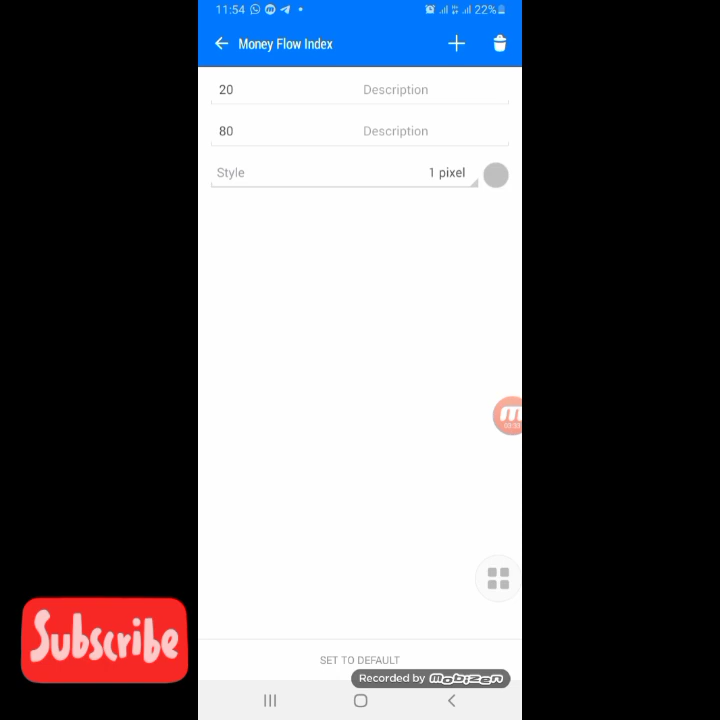 11:54 22%
Money Flow Index
20 Description
80 Description
Style 1 pixel
Subscribe
SET TO DEFAULT
Recorded by mobizen